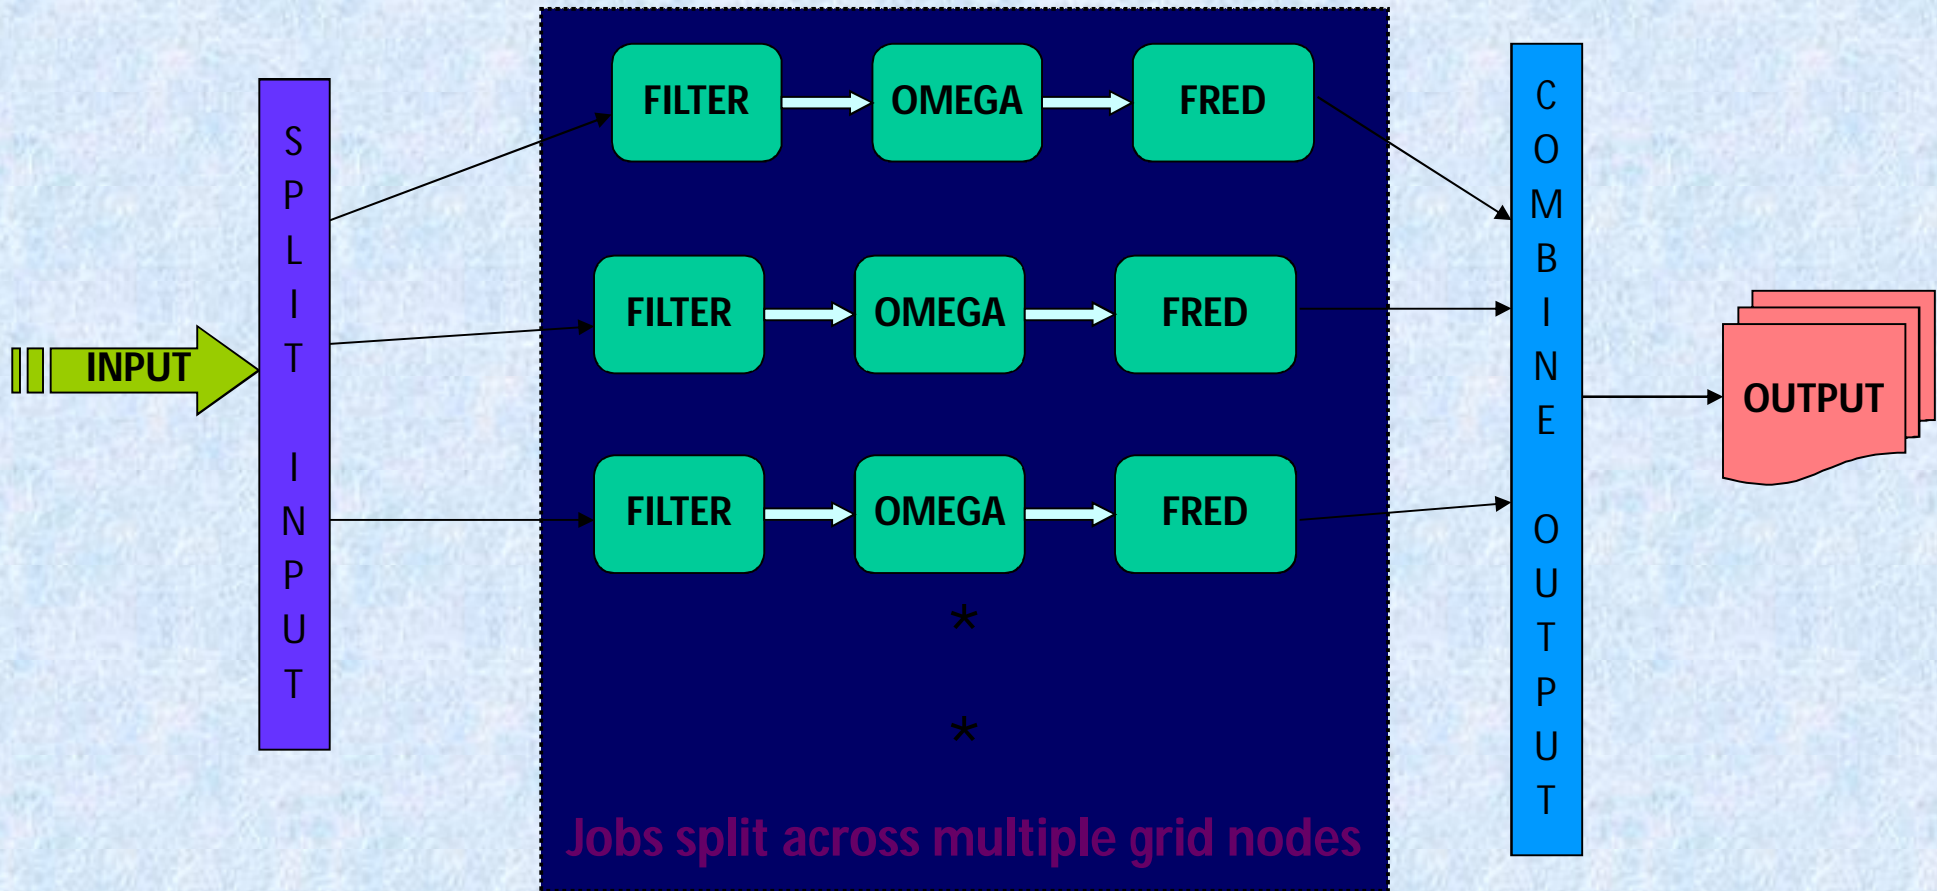 INPUT
SPLIT INPUT
FILTER OMEGA FRED
FILTER OMEGA FRED
FILTER OMEGA FRED
*
*
Jobs split across multiple grid nodes
COMBINE OUTPUT
OUTPUT